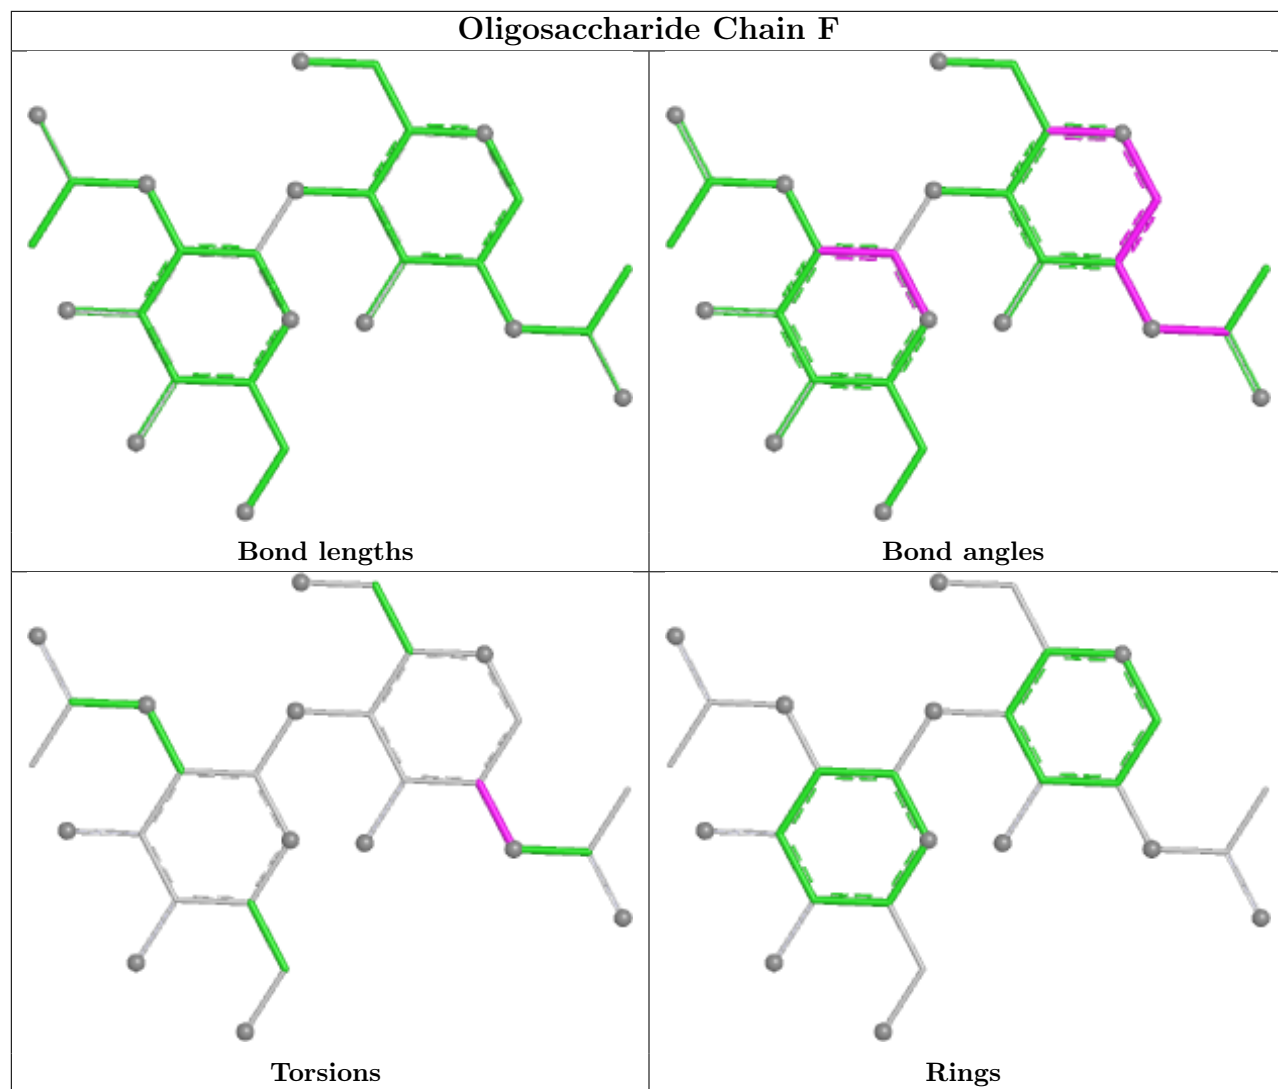 Oligosaccharide Chain F
Bond lengths
Bond angles
Torsions
Rings